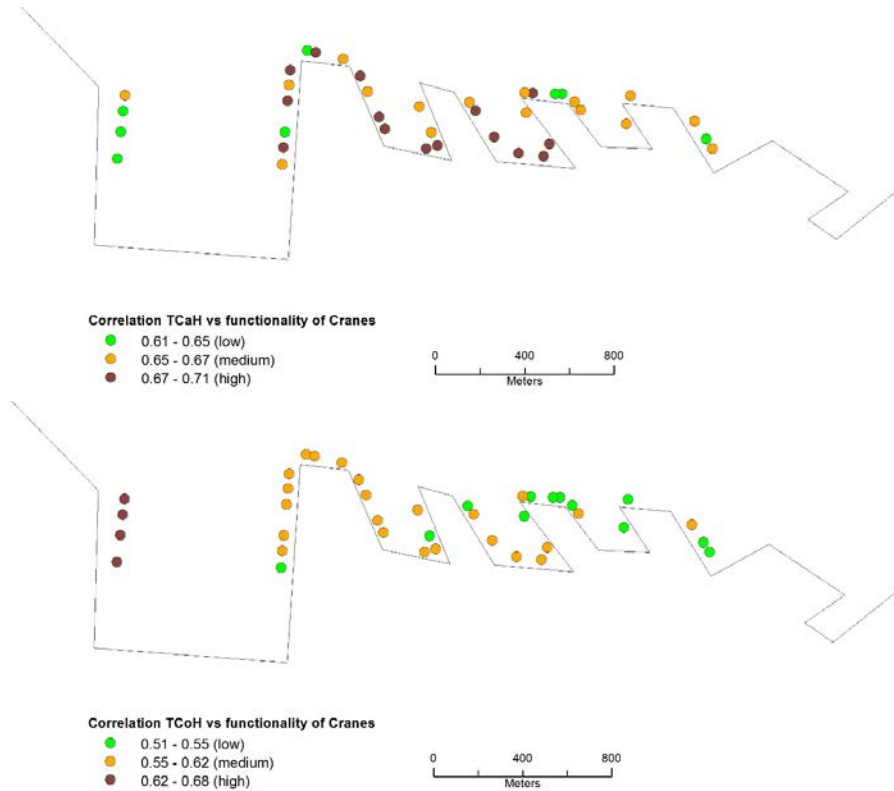 Correlation TCaH vs functionality of Cranes
0.61 - 0.65 (low)
0.65 - 0.67 (medium)
0.67 - 0.71 (high)
0 400 800
Meters
Correlation TCoH vs functionality of Cranes
0.51 - 0.55 (low)
0.55 - 0.62 (medium)
0.62 - 0.68 (high)
0 400 800
Meters